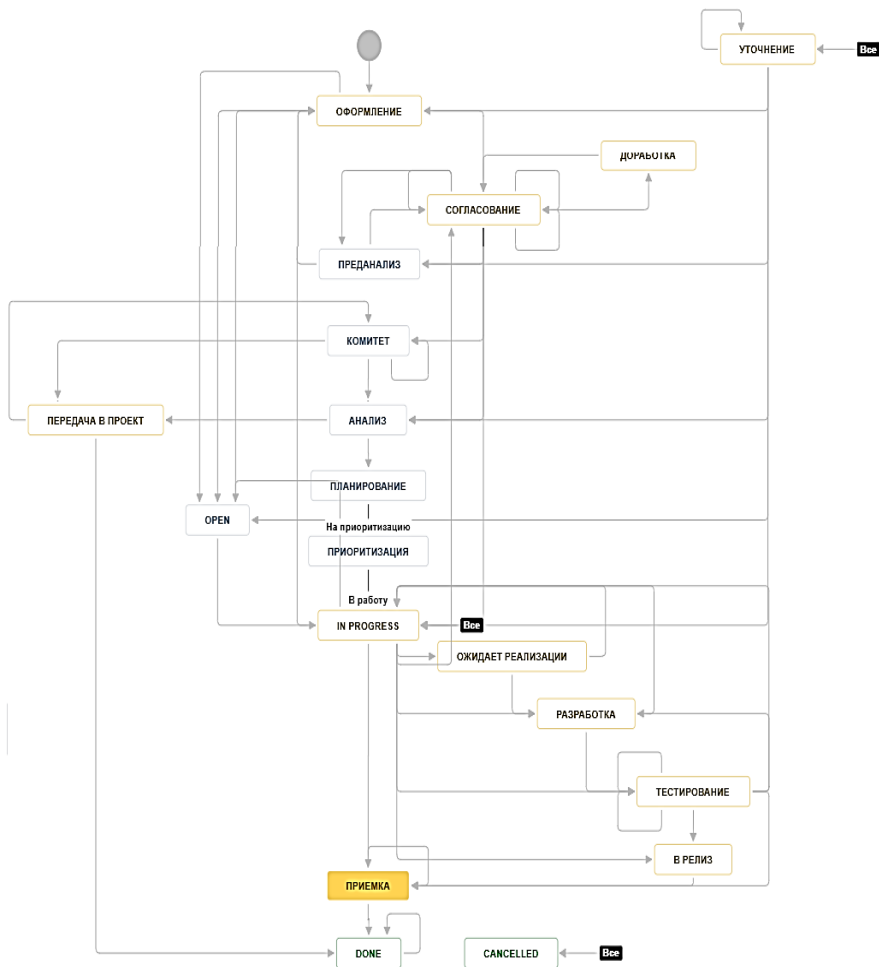 УТОЧНЕНИЕ
Все
ОФОРМЛЕНИЕ
ДОРАБОТКА
СОГЛАСОВАНИЕ
ПРЕДАНАЛИЗ
КОМИТЕТ
ПЕРЕДАЧА В ПРОЕКТ
АНАЛИЗ
ПЛАНИРОВАНИЕ
OPEN
На приоритизацию
ПРИОРИТИЗАЦИЯ
В работу
IN PROGRESS
Все
ОЖИДАЕТ РЕАЛИЗАЦИИ
РАЗРАБОТКА
ТЕСТИРОВАНИЕ
В РЕЛИЗ
ПРИЕМКА
DONE
CANCELLED
Все